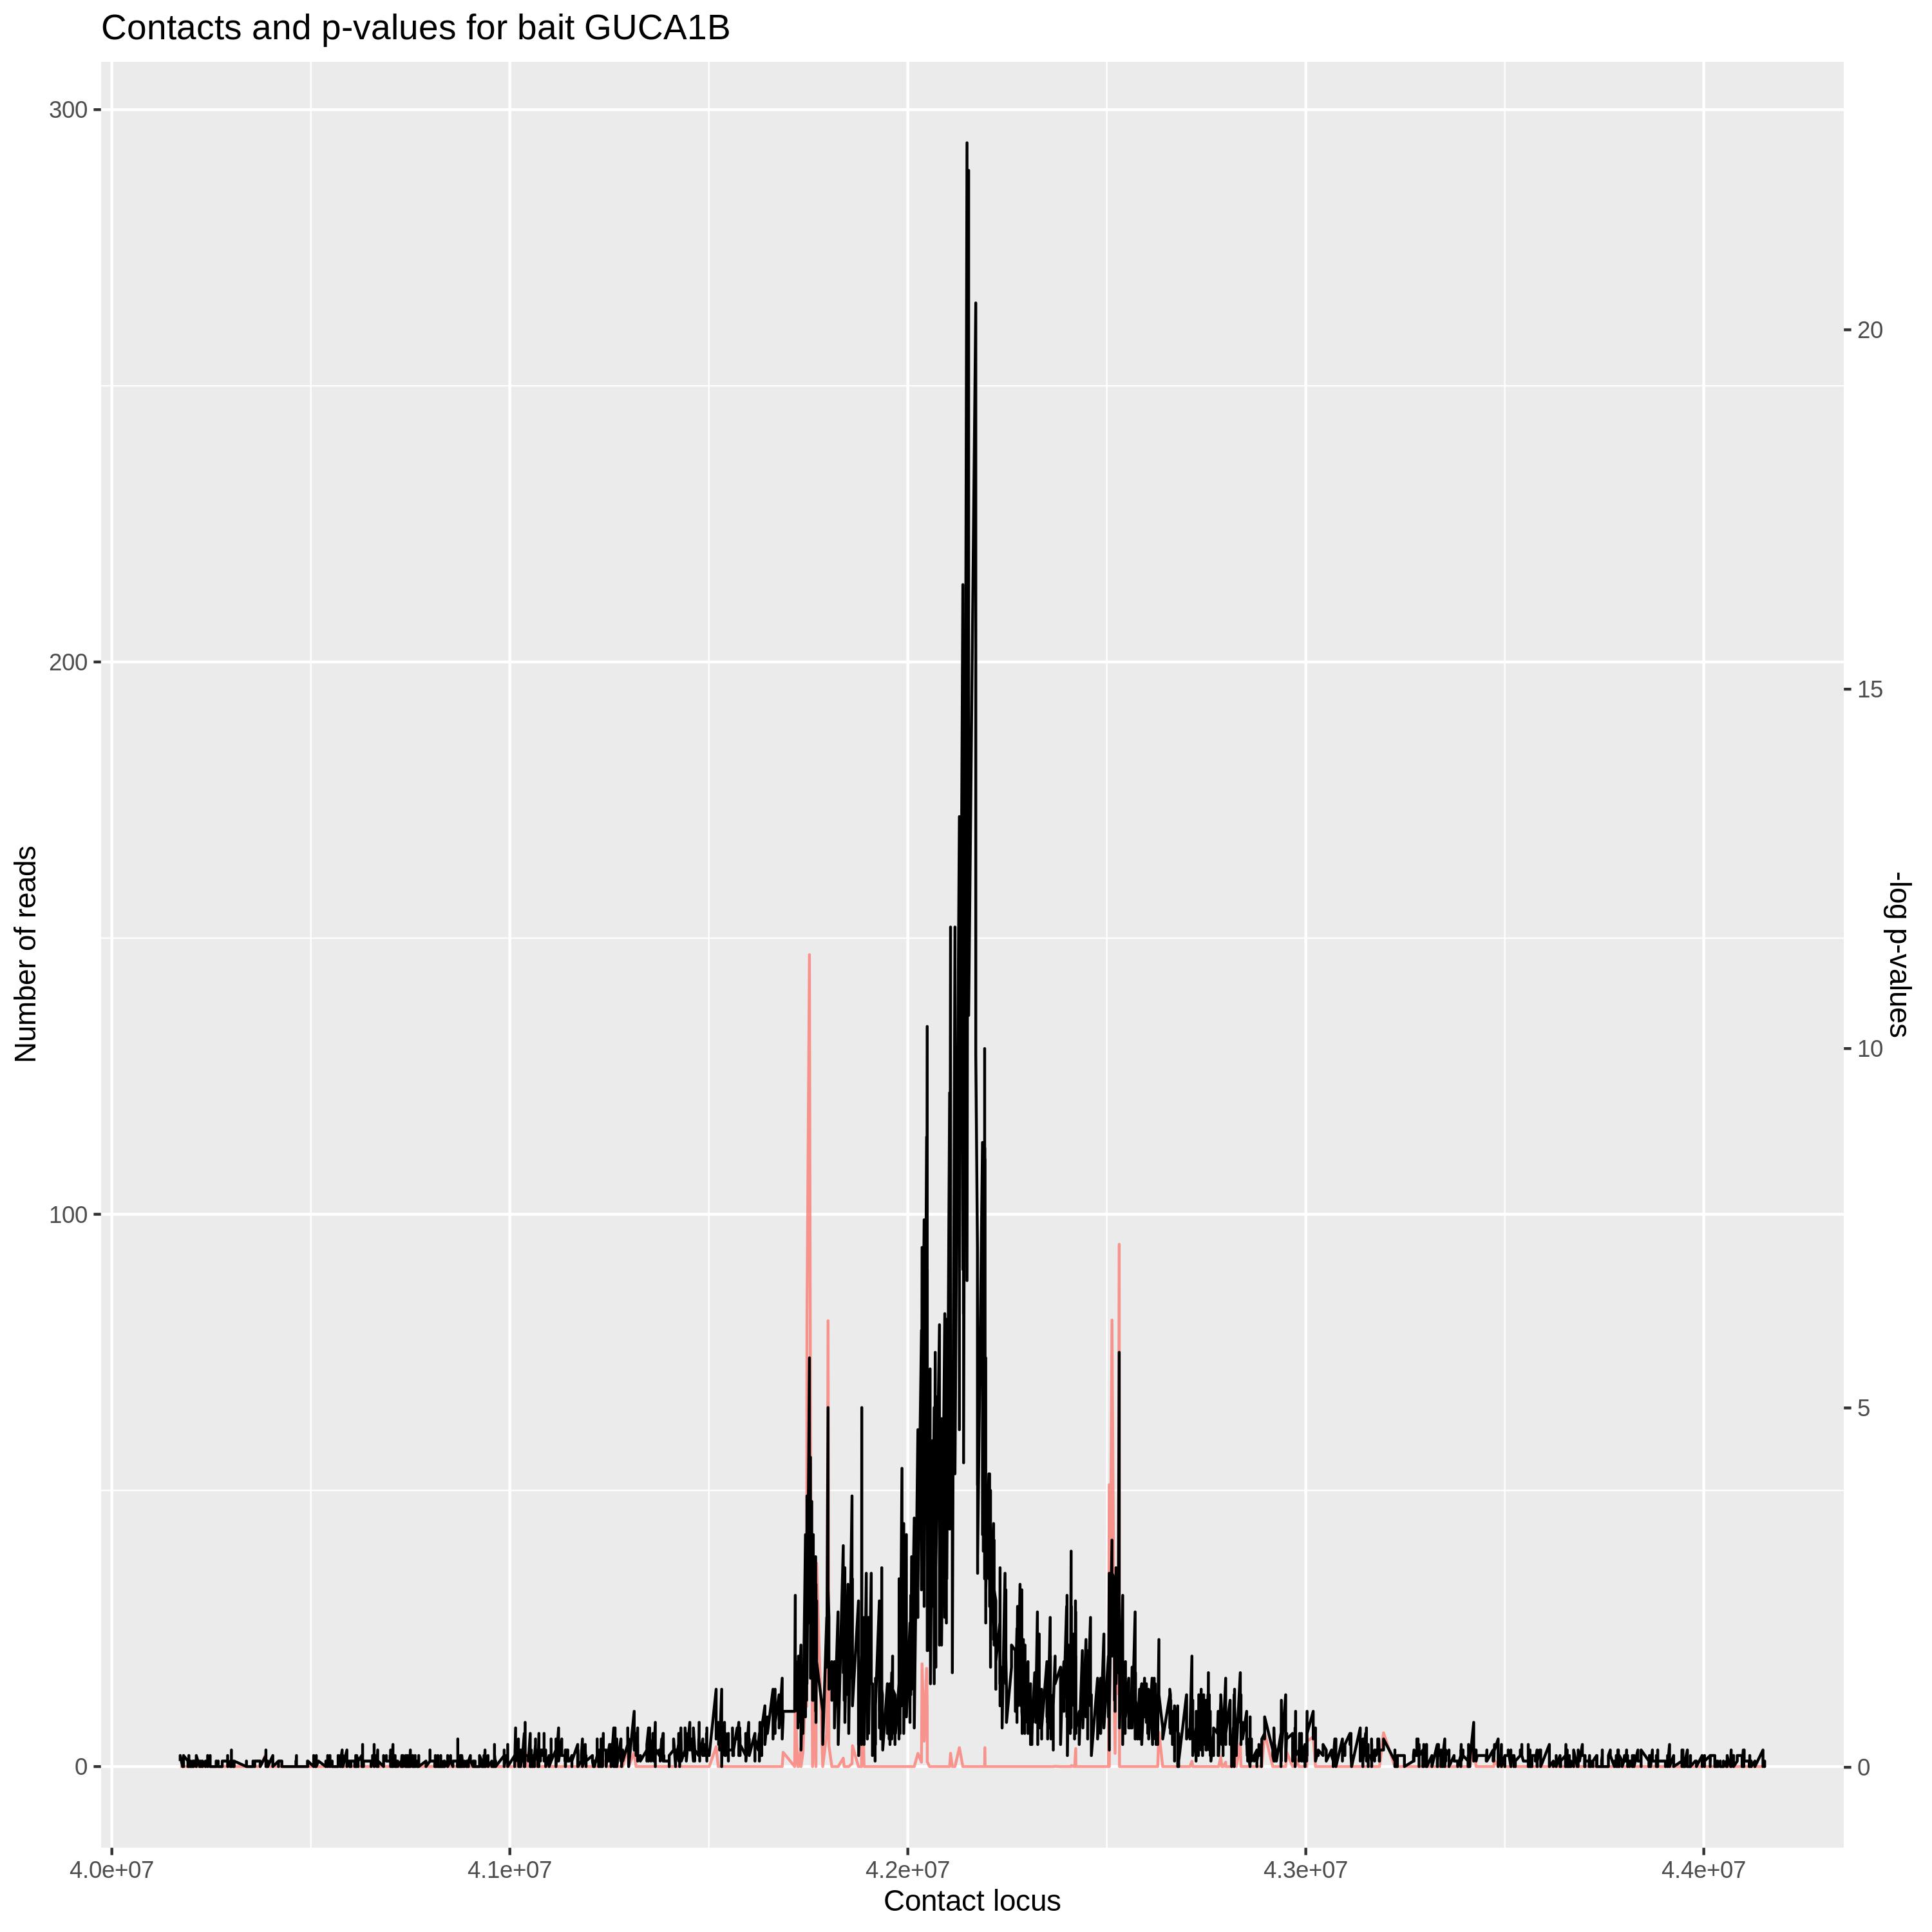 Contacts and p-values for bait GUCA1B
300
200
100
0
Number of reads
20
15
10
5
0
-log p-values
4.0e+07
4.1e+07
4.2e+07
4.3e+07
4.4e+07
Contact locus